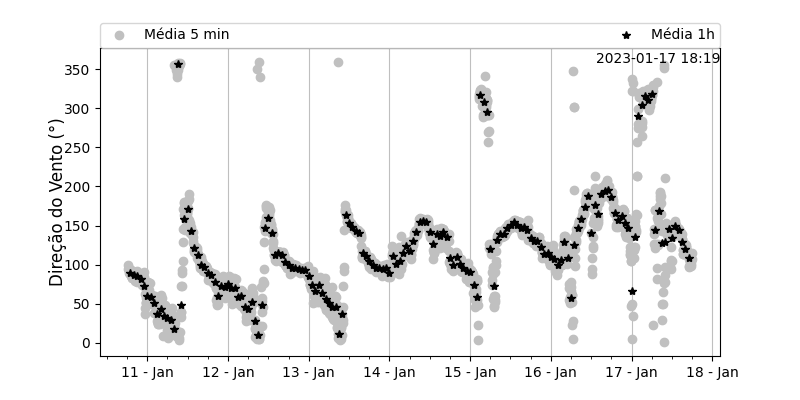 Média 5 min
Média 1h
2023-01-17 18:19
Direção do Vento (°)
350
300
250
200
150
100
50
0
11 - Jan
12 - Jan
13 - Jan
14 - Jan
15 - Jan
16 - Jan
17 - Jan
18 - Jan